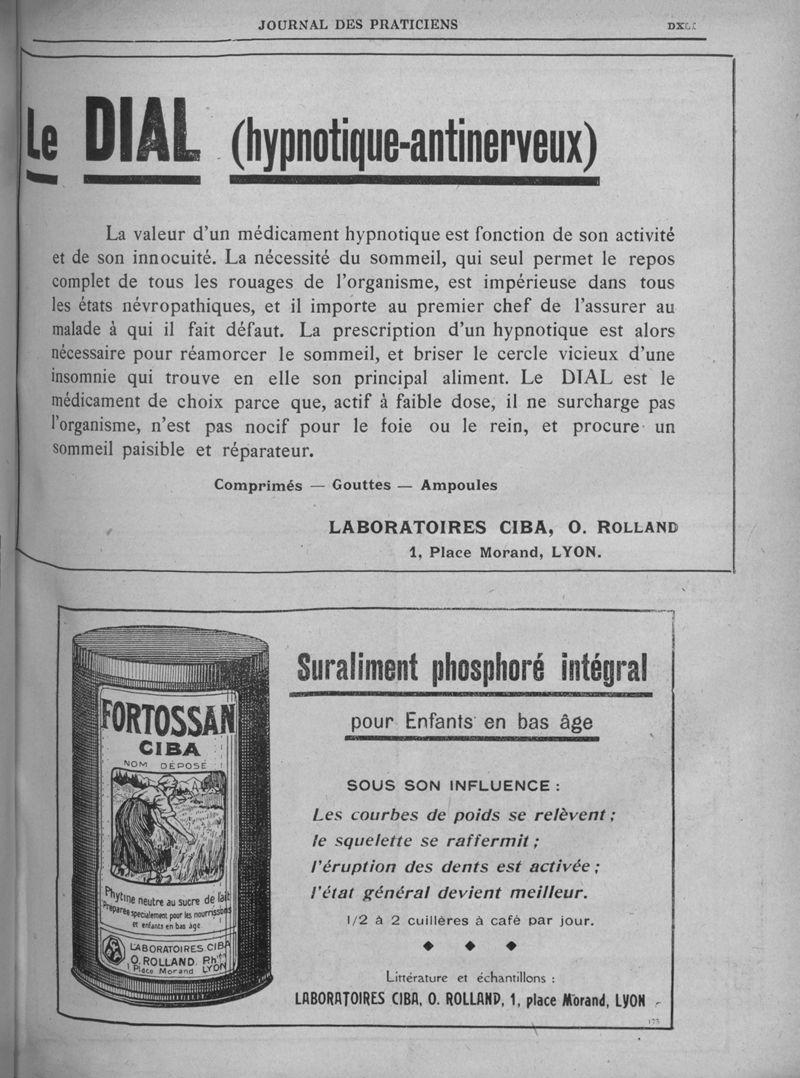 JOURNAL DES PRATICIENS
Le DIAL (hypnotique-antinerveux)
La valeur d'un médicament hypnotique est fonction de son activité
et de son innocuité. La nécessité du sommeil, qui seul permet le repos
complet de tous les rouages de l'organisme, est impérieuse dans tous
les états névropathiques, et il importe au premier chef de l'assurer au
malade à qui il fait défaut. La prescription d'un hypnotique est alors
nécessaire pour réamorcer le sommeil, et briser le cercle vicieux d'une
insomnie qui trouve en elle son principal aliment. Le DIAL est le
médicament de choix parce que, actif à faible dose, il ne surcharge pas
l'organisme, n'est pas nocif pour le foie ou le rein, et procure un
sommeil paisible et réparateur.
Comprimés — Gouttes — Ampoules
LABORATOIRES CIBA, O. ROLLAND
1, Place Morand, LYON.
FORTOSSAN
CIBA
NOM DÉPOSÉ
Phytine neutre au sucre de lait
Préparée spécialement pour les nourrissons
et enfants en bas âge
LABORATOIRES CIBA
O. ROLLAND. Phien
1 Place Morand LYON
Suraliment phosphoré intégral
pour Enfants en bas âge
SOUS SON INFLUENCE :
Les courbes de poids se relèvent ;
le squelette se raffermit ;
l'éruption des dents est activée ;
l'état général devient meilleur.
1/2 à 2 cuillères à café par jour.
Littérature et échantillons :
LABORATOIRES CIBA, O. ROLLAND, 1, place Morand, LYON
173